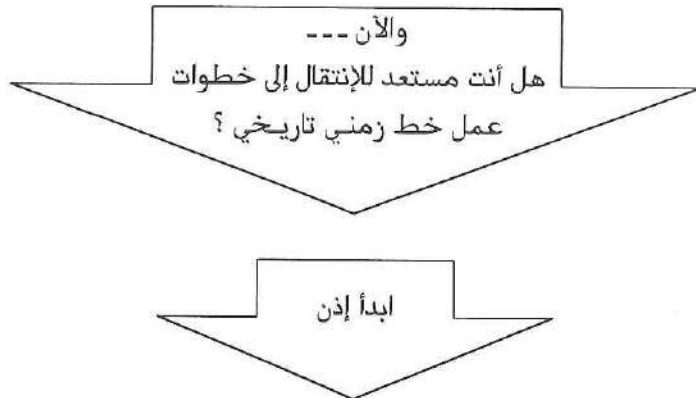 والآن ---
هل أنت مستعد للإنتقال إلى خطوات
عمل خط زمني تاريخي ؟
ابدأ إذن